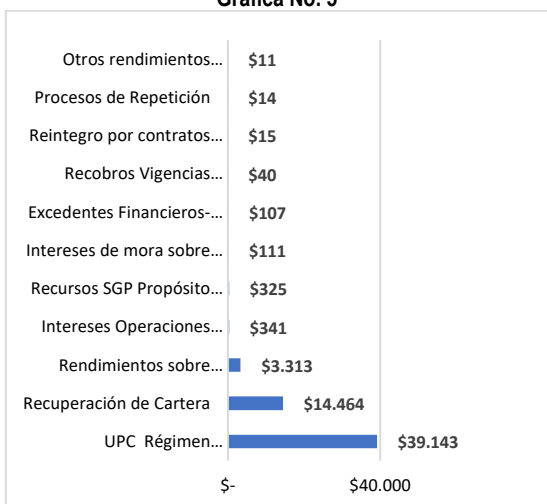 Gráfica No. 5
Otros rendimientos... $11
Procesos de Repetición $14
Reintegro por contratos... $15
Recobros Vigencias... $40
Excedentes Financieros-... $107
Intereses de mora sobre... $111
Recursos SGP Propósito... $325
Intereses Operaciones... $341
Rendimientos sobre... $3.313
Recuperación de Cartera $14.464
UPC Régimen... $39.143
$- $40.000